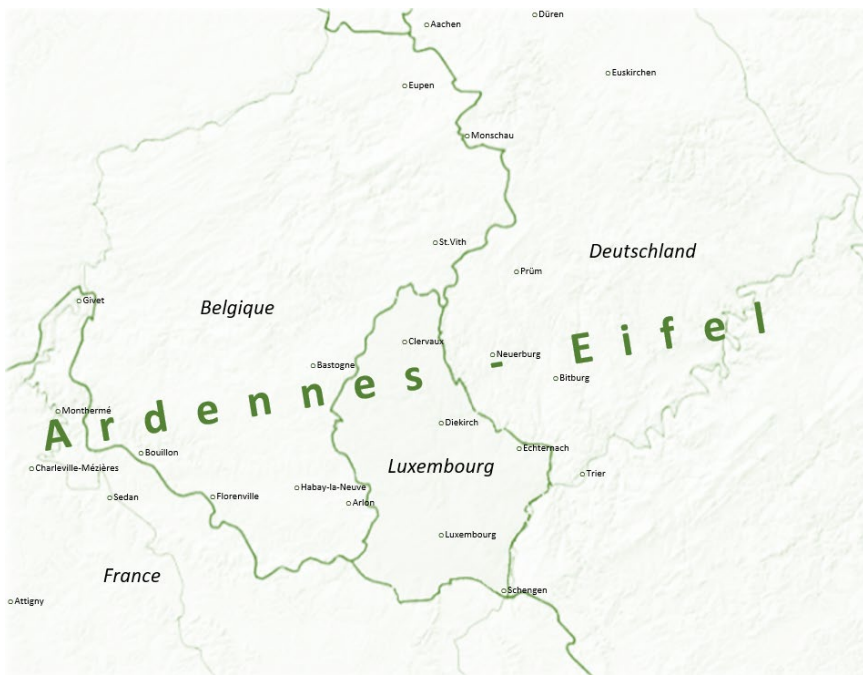 Aachen
Düren
Euskirchen
Eupen
Monschau
St.Vith
Deutschland
Prüm
Givet
Belgique
Clervaux
Neuerburg
Bastogne
Bitburg
Ardennes - Eifel
Monthermé
Diekirch
Bouillon
Echternach
Charleville-Mézières
Luxembourg
Trier
Habay-la-Neuve
Sedan
Florenville
Arlon
Luxembourg
France
Schengen
Attigny